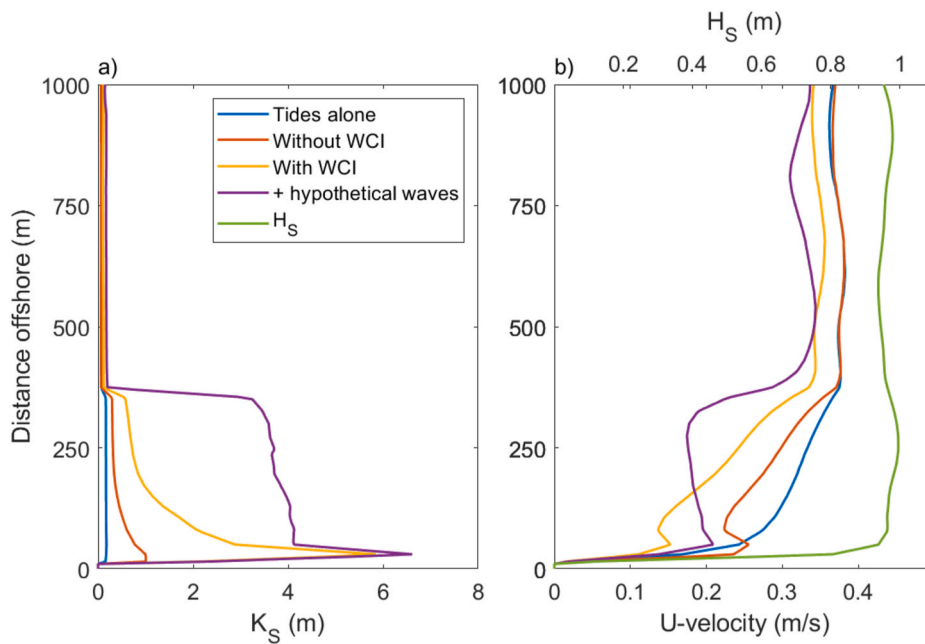 H_S (m)
a)
b) 0.2 0.4 0.6 0.8 1
1000
750
500
250
0
Distance offshore (m)
Tides alone
Without WCI
With WCI
+ hypothetical waves
H_S
0 2 4 6 8
K_S (m)
1000
750
500
250
0
0 0.1 0.2 0.3 0.4
U-velocity (m/s)